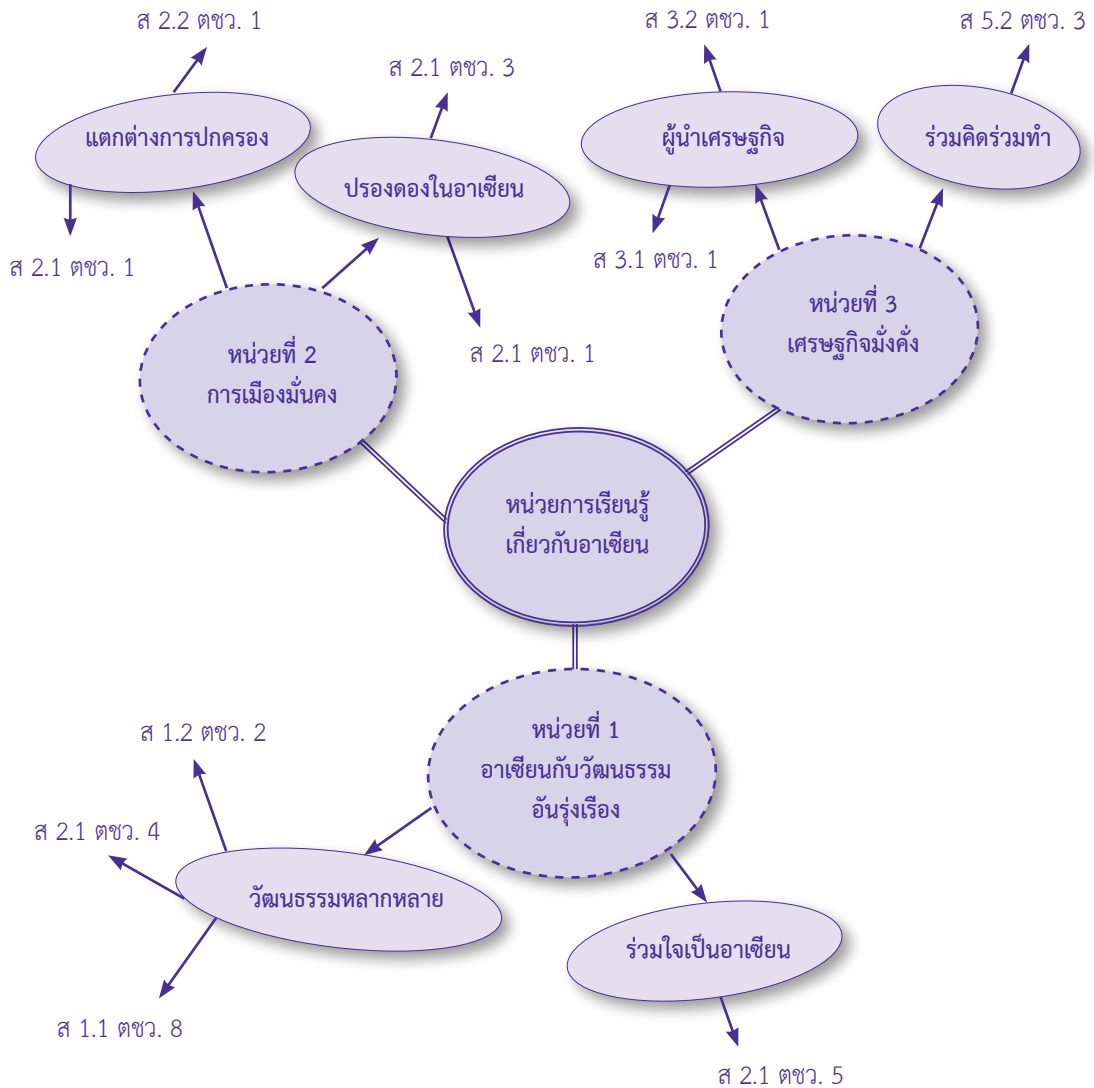 ส 2.2 ตชว. 1
ส 3.2 ตชว. 1
ส 5.2 ตชว. 3
ส 2.1 ตชว. 3
แตกต่างการปกครอง
ผู้นำเศรษฐกิจ
ร่วมคิดร่วมทำ
ปรองดองในอาเซียน
ส 2.1 ตชว. 1
ส 3.1 ตชว. 1
หน่วยที่ 3
เศรษฐกิจมั่งคั่ง
ส 2.1 ตชว. 1
หน่วยที่ 2
การเมืองมั่นคง
หน่วยการเรียนรู้
เกี่ยวกับอาเซียน
หน่วยที่ 1
อาเซียนกับวัฒนธรรม
อันรุ่งเรือง
ส 1.2 ตชว. 2
ส 2.1 ตชว. 4
วัฒนธรรมหลากหลาย
ร่วมใจเป็นอาเซียน
ส 1.1 ตชว. 8
ส 2.1 ตชว. 5